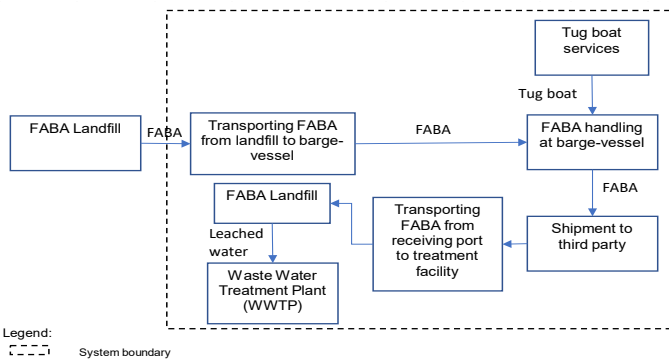 Tug boat
services
Tug boat
FABA Landfill
FABA
Transporting FABA
from landfill to barge-
vessel
FABA
FABA handling
at barge-vessel
FABA
FABA Landfill
Transporting
FABA from
receiving port
to treatment
facility
Shipment to
third party
Leached
water
Waste Water
Treatment Plant
(WWTP)
Legend:
System boundary